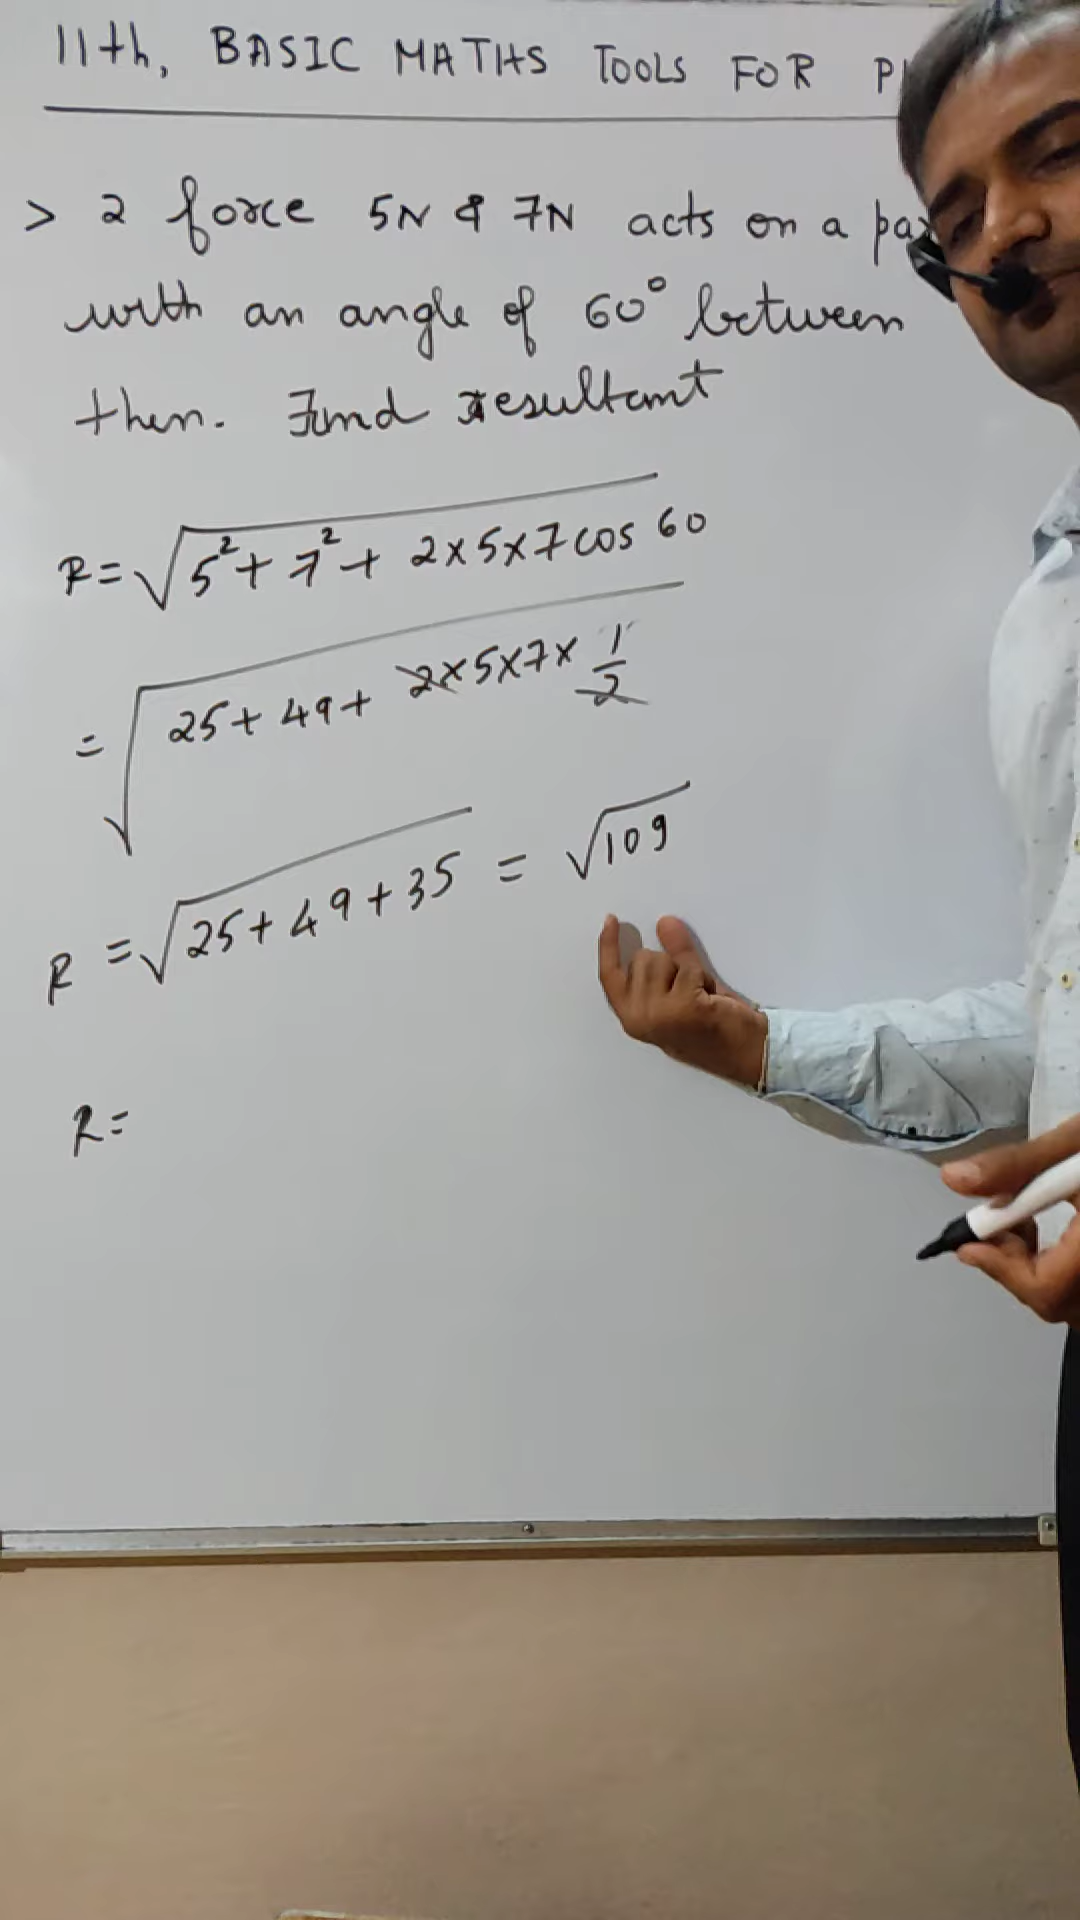 11th, BASIC MATHS TOOLS FOR
> 2 force 5N & 7N acts on a
with an angle of 60° between
then. Find resultant
R = √5² + 7² + 2×5×7 cos 60
= √25 + 49 + 2×5×7× 1/2
R = √25 + 49 + 35 = √109
R =